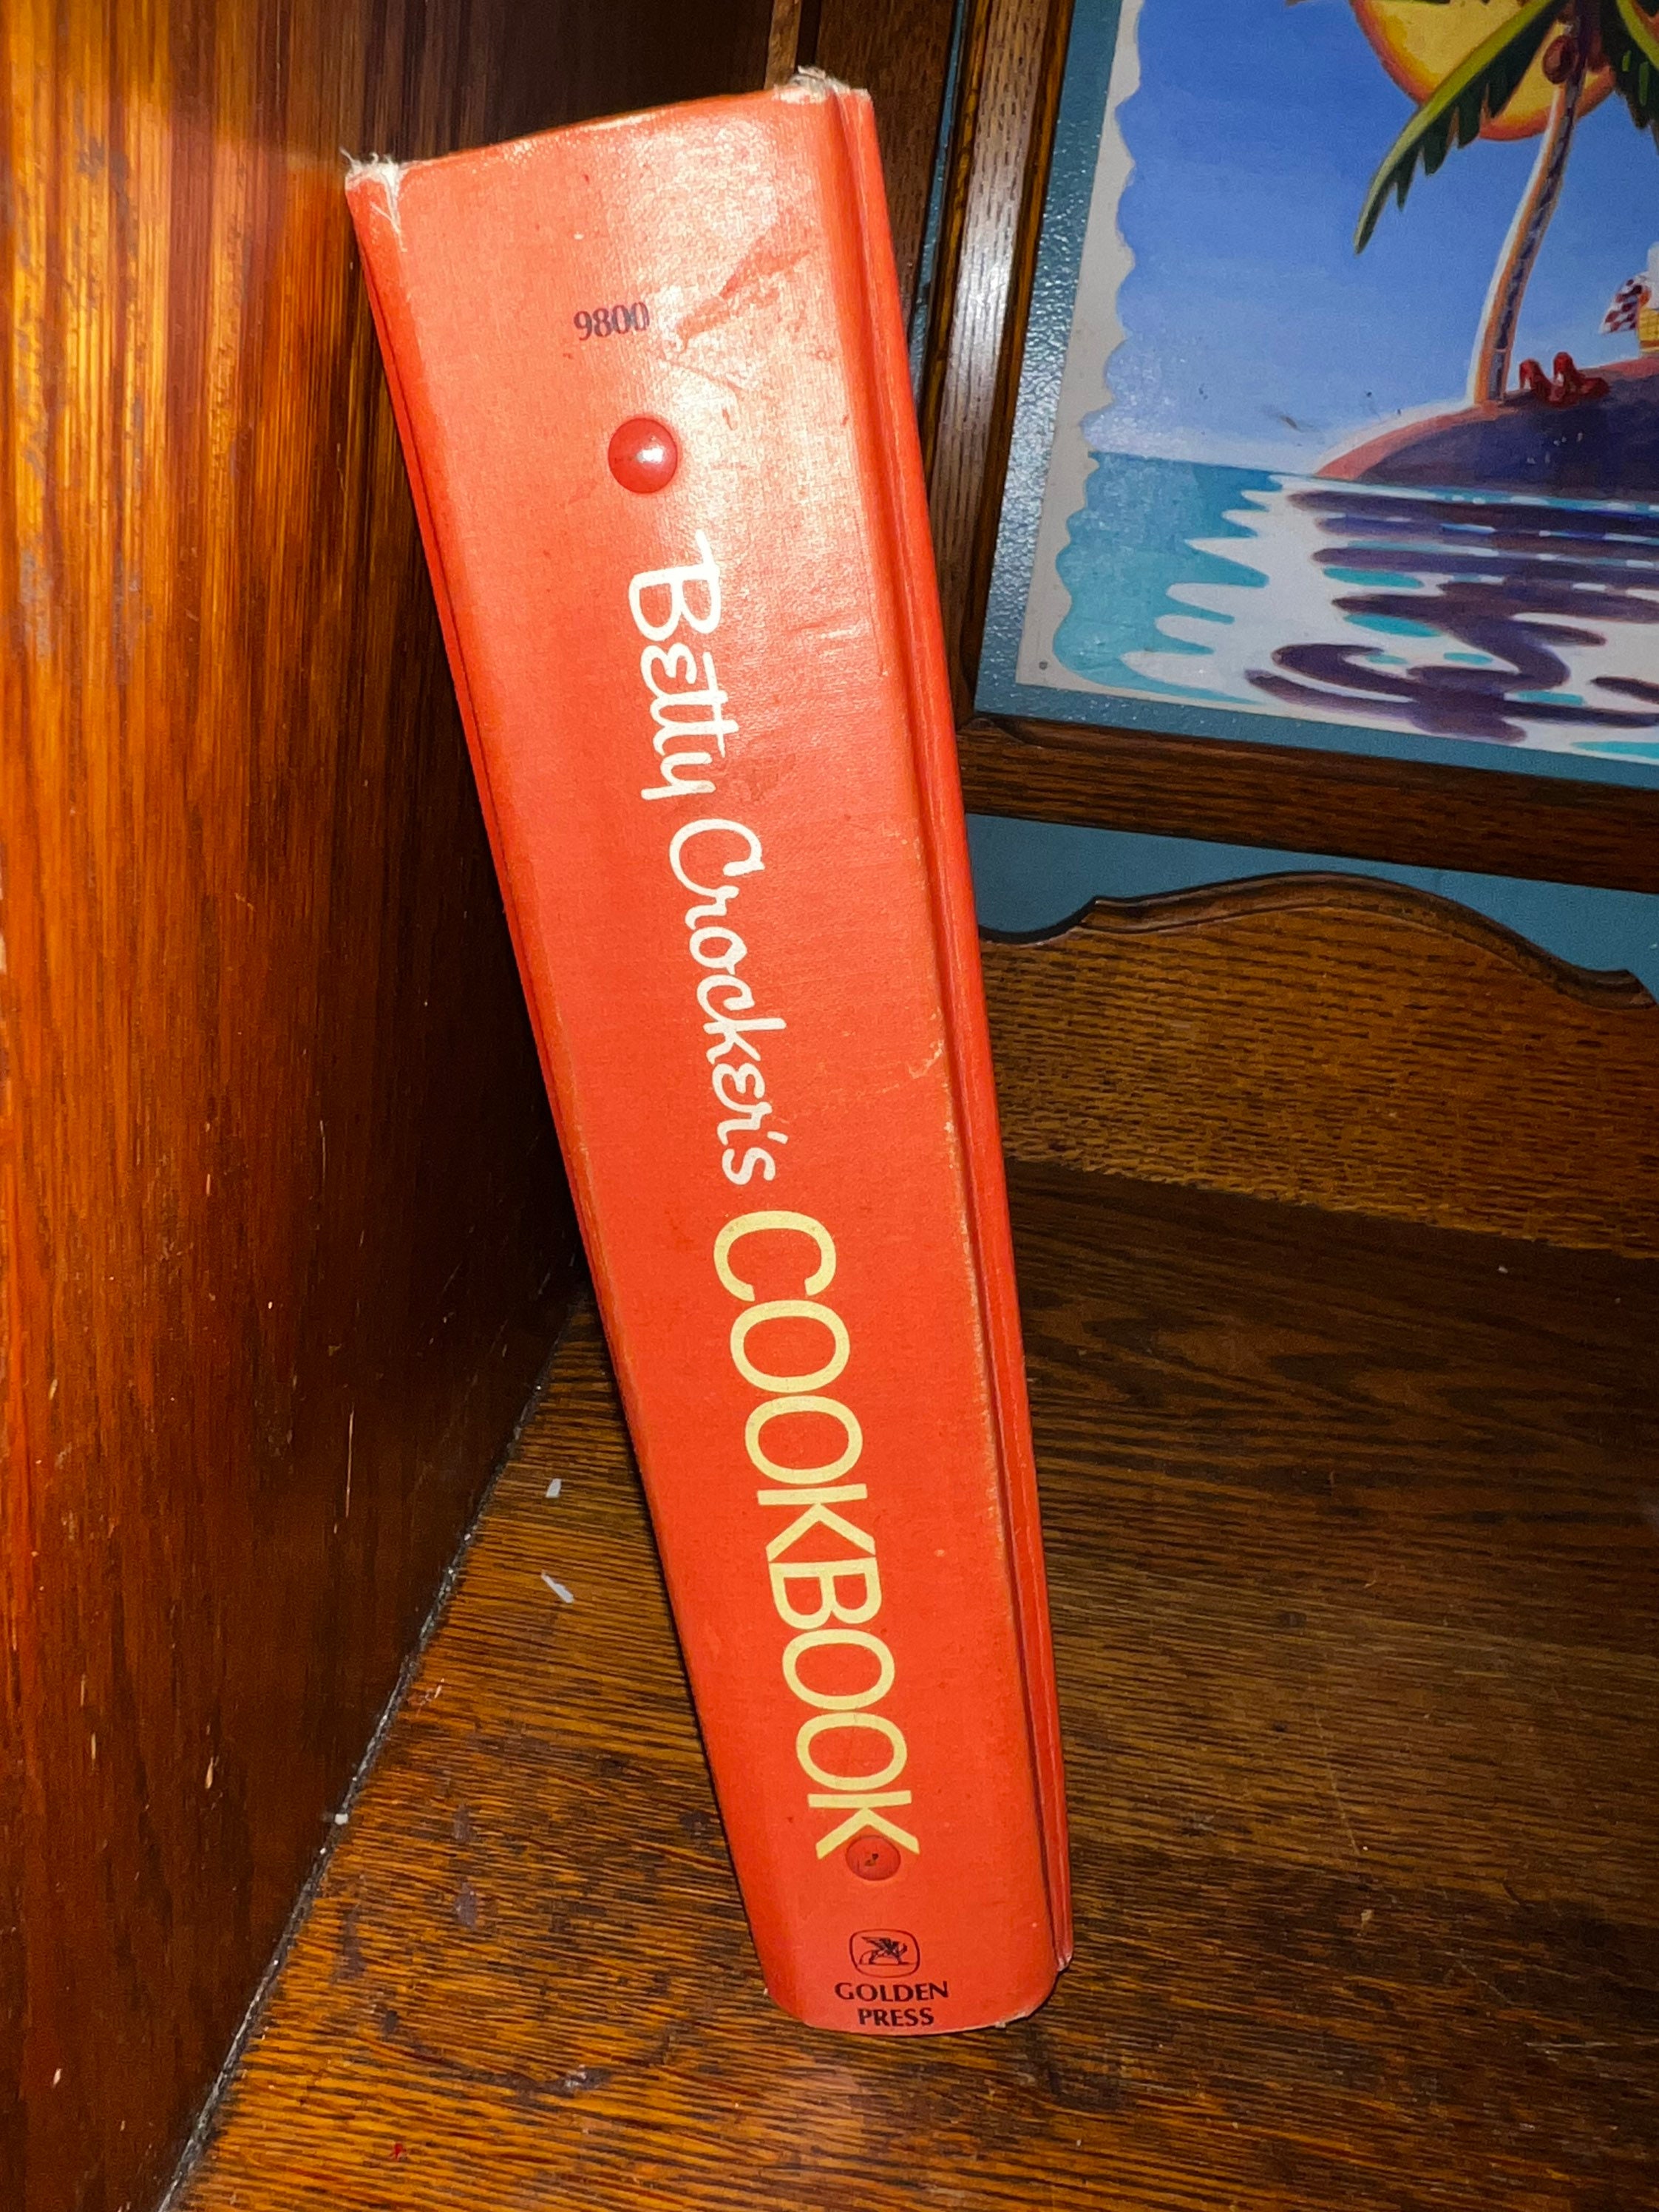 9800
Betty Crocker's COOKBOOK
GOLDEN
PRESS